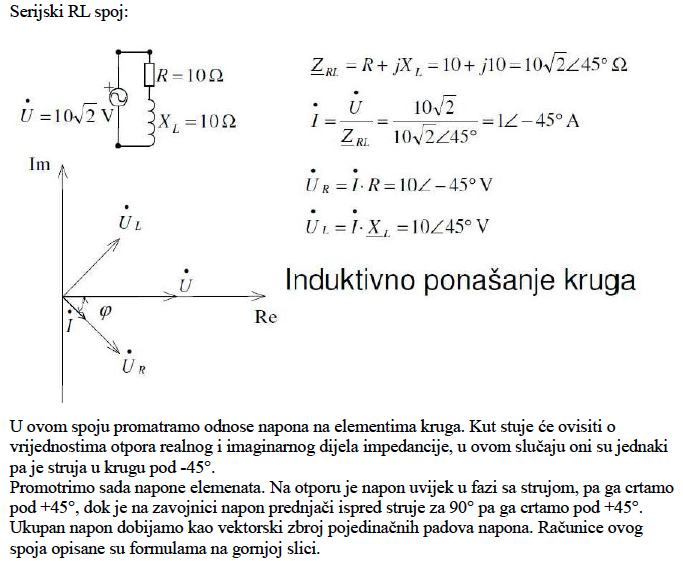 Serijski RL spoj:
R=10Ω
U̇=10√2 V
X_L=10Ω
Z_RL = R + jX_L = 10 + j10 = 10√2∠45° Ω
İ = U̇ / Z_RL = 10√2 / 10√2∠45° = 1∠−45° A
U̇_R = İ · R = 10∠−45° V
U̇_L = İ · X_L = 10∠45° V
Induktivno ponašanje kruga
Im
U̇_L
U̇
Re
φ
İ
U̇_R
U ovom spoju promatramo odnose napona na elementima kruga. Kut stuje će ovisiti o
vrijednostima otpora realnog i imaginarnog dijela impedancije, u ovom slučaju oni su jednaki
pa je struja u krugu pod -45°.
Promotrimo sada napone elemenata. Na otporu je napon uvijek u fazi sa strujom, pa ga crtamo
pod +45°, dok je na zavojnici napon prednjači ispred struje za 90° pa ga crtamo pod +45°.
Ukupan napon dobijamo kao vektorski zbroj pojedinačnih padova napona. Računice ovog
spoja opisane su formulama na gornjoj slici.